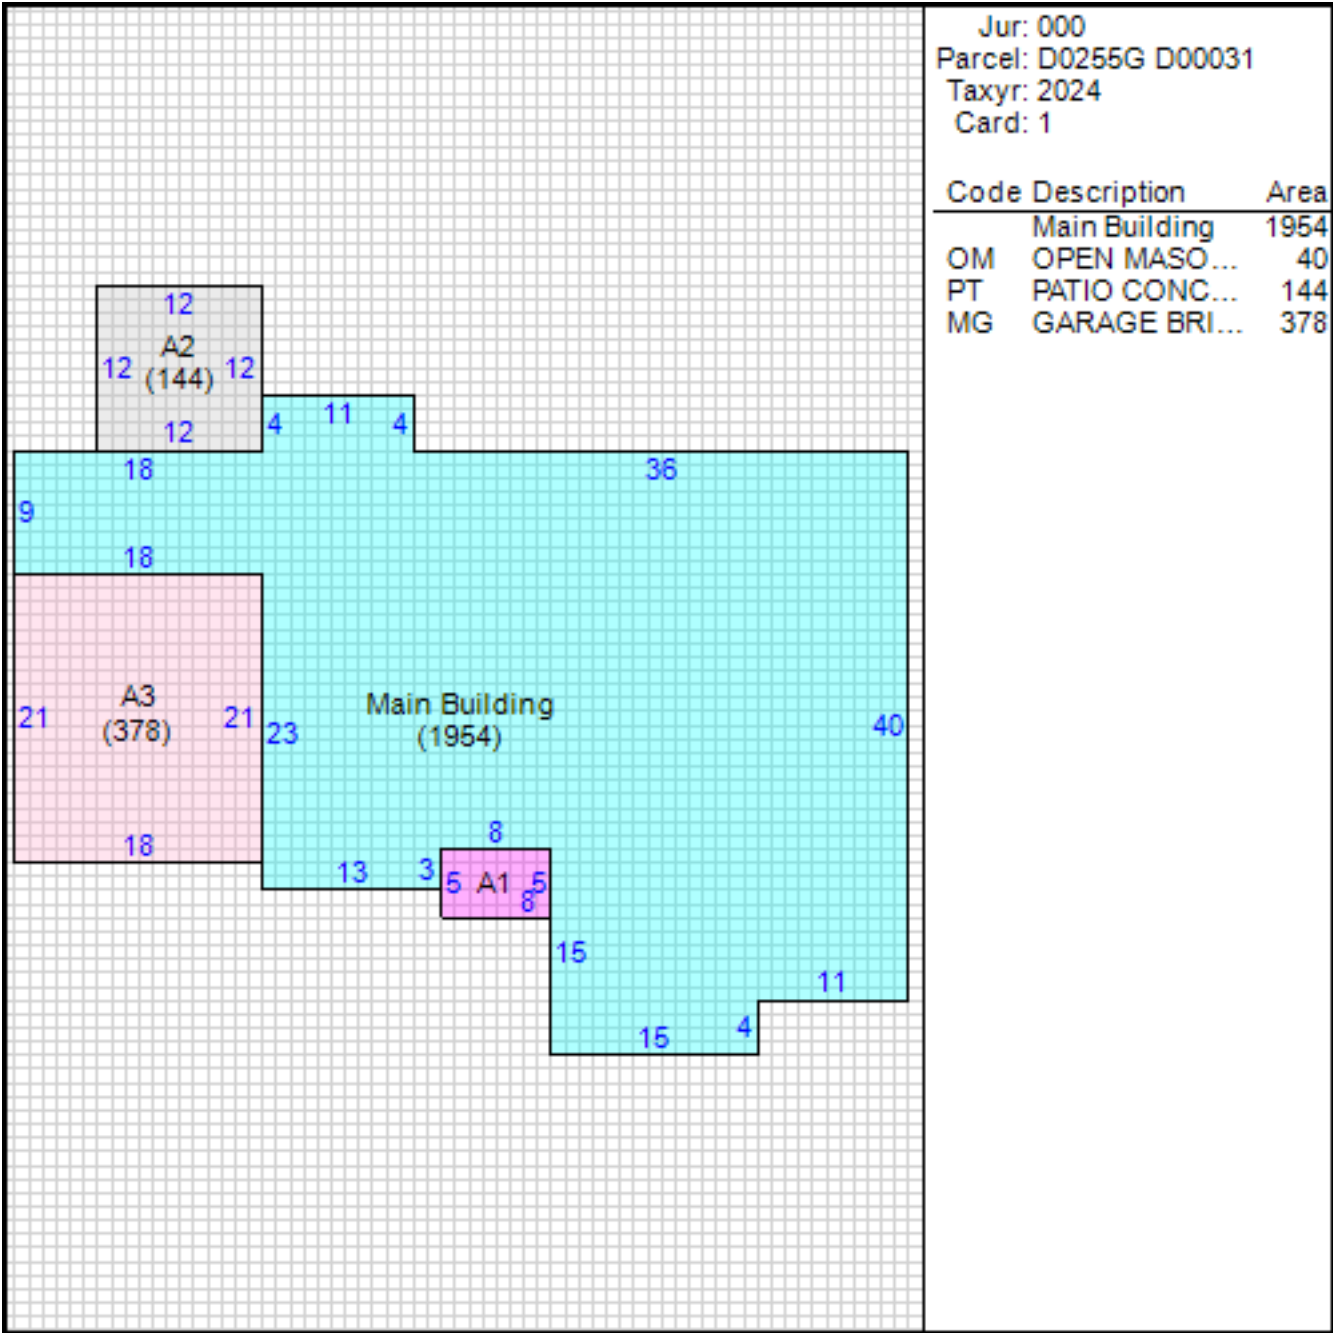 Jur: 000
Parcel: D0255G D00031
Taxyr: 2024
Card: 1
Code Description Area
Main Building 1954
OM OPEN MASO... 40
PT PATIO CONC... 144
MG GARAGE BRI... 378
12
A2
12 (144) 12
12
4 11 4
18 36
9
18
A3
(378)
21 21
23
Main Building
(1954)
40
18
8
13 3
5 A1 5
8
15
11
15 4